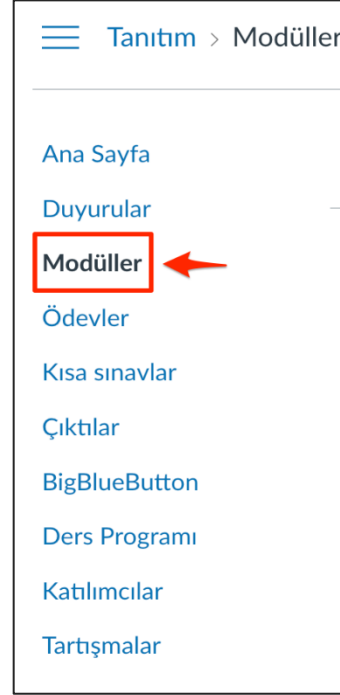 Tanıtım > Modüller
Ana Sayfa
Duyurular
Modüller
Ödevler
Kısa sınavlar
Çıktılar
BigBlueButton
Ders Programı
Katılımcılar
Tartışmalar